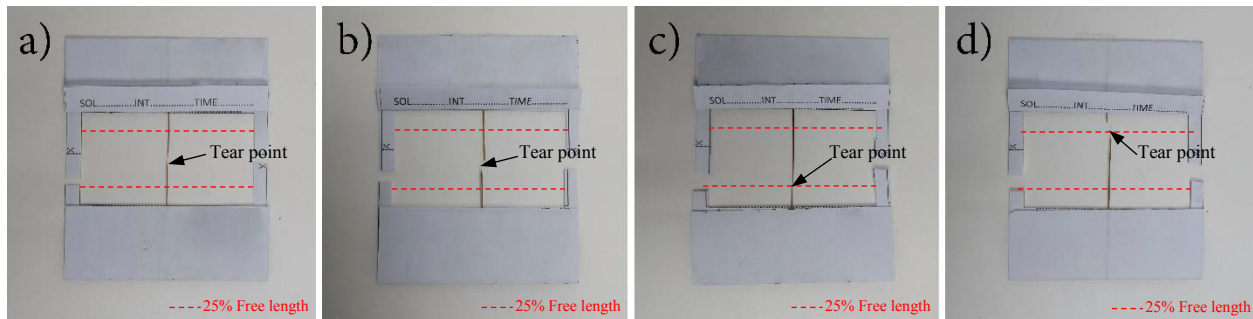 a)
SOL..............INT..............TIME..............
Tear point
25% Free length
b)
SOL..............INT..............TIME..............
Tear point
25% Free length
c)
SOL..............INT..............TIME..............
Tear point
25% Free length
d)
SOL........... INT............TIME..............
Tear point
25% Free length